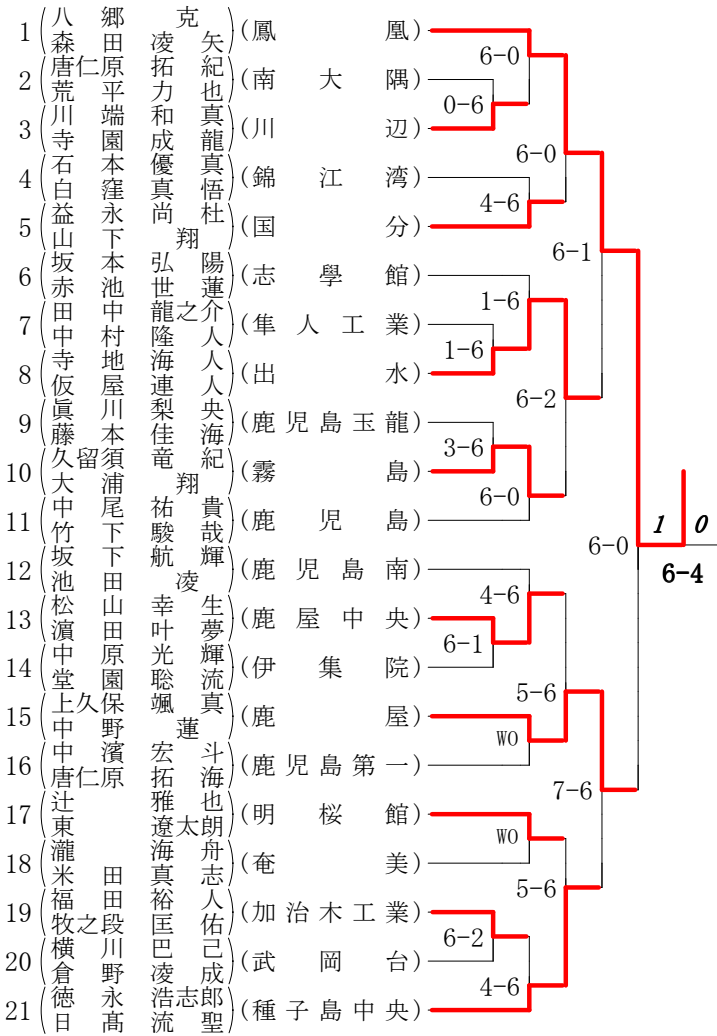 八郷 克
1 (鳳凰)
森田凌矢
6-0
唐仁原拓紀
2 (南大隅)
荒平力也
0-6
川端和真
3 (川辺)
寺園成龍
6-0
石本優真
4 (錦江湾)
白窪真悟
4-6
益永尚杜
5 (国分)
山下 翔
6-1
坂本弘陽
6 (志學館)
赤池世蓮
1-6
田中龍之介
7 (隼人工業)
中村隆人
1-6
寺地海人
8 (出水)
仮屋連人
6-2
眞川梨央
9 (鹿児島玉龍)
藤本佳海
3-6
久留須竜紀
10 (霧島)
大浦 翔
6-0
中尾祐貴
11 (鹿児島)
竹下駿哉
6-0
1 0
6-4
坂下航輝
12 (鹿児島南)
池田 凌
4-6
松山幸生
13 (鹿屋中央)
濵田叶夢
6-1
中原光輝
14 (伊集院)
堂園聡流
5-6
上久保颯真
15 (鹿屋)
中野 蓮
WO
中濱宏斗
16 (鹿児島第一)
唐仁原拓海
7-6
辻 雅也
17 (明桜館)
東 遼太朗
WO
瀧 海舟
18 (奄美)
米田真志
5-6
福田裕人
19 (加治木工業)
牧之段匡佑
6-2
横川巴己
20 (武岡台)
倉野凌成
4-6
徳永浩志郎
21 (種子島中央)
日髙流聖